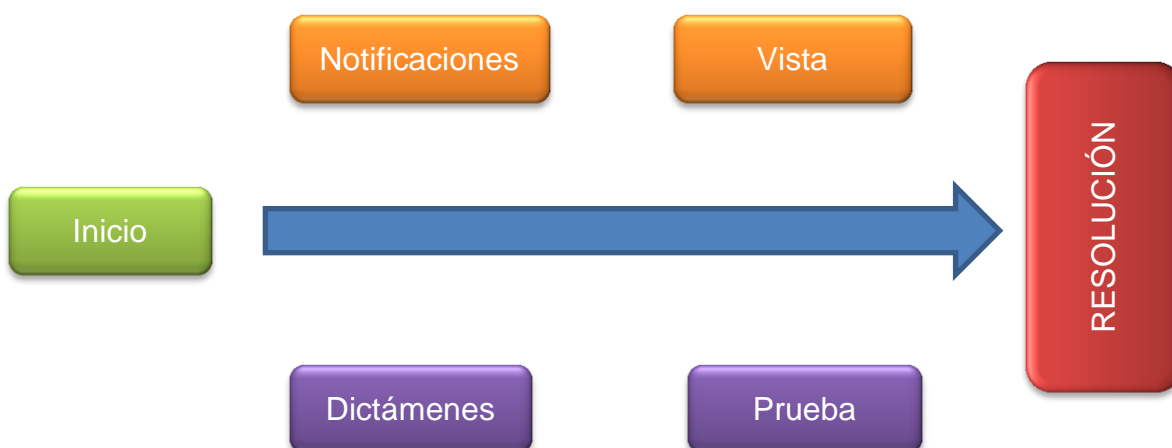 Notificaciones
Vista
Inicio
RESOLUCIÓN
Dictámenes
Prueba